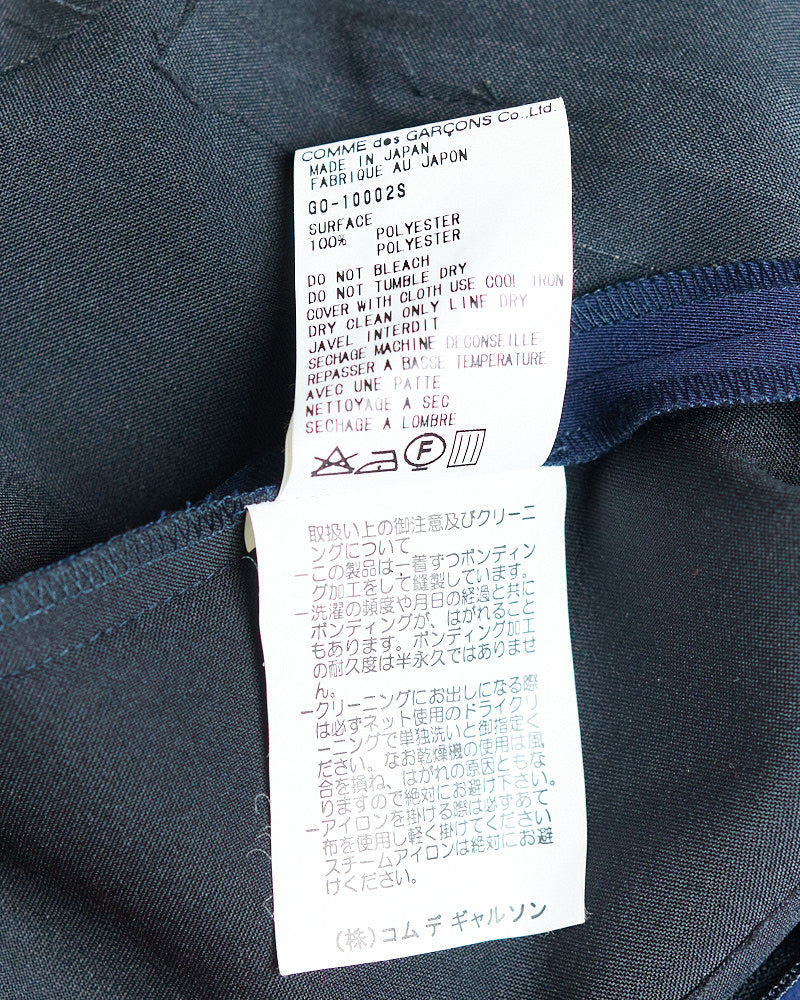 COMME des GARÇONS Co.,Ltd.
MADE IN JAPAN
FABRIQUE AU JAPON
GO-10002S
SURFACE
100% POLYESTER
POLYESTER
DO NOT BLEACH
DO NOT TUMBLE DRY
COVER WITH CLOTH USE COOL IRON
DRY CLEAN ONLY LINE DRY
JAVEL INTERDIT
SECHAGE MACHINE DECONSEILLE
REPASSER A BASSE TEMPERATURE
AVEC UNE PATTE
NETTOYAGE A SEC
SECHAGE A LOMBRE
F
取扱い上の御注意及びクリーニ
ングについて
－この製品は一着ずつボンディン
グ加工をして縫製しています。
－洗濯の頻度や月日の経過と共に
ボンディングが、はがれること
もあります。ボンディング加工
の耐久度は半永久ではありませ
ん。
－クリーニングにお出しになる際
は必ずネット使用のドライクリ
ーニングで単独洗いと御指定く
ださい。なお乾燥機の使用は風
合を損ね、はがれの原因ともな
りますので絶対にお避け下さい。
－アイロンを掛ける際は必ずあて
布を使用し軽く掛けてください
スチームアイロンは絶対にお避
けください。
(株)コム デ ギャルソン